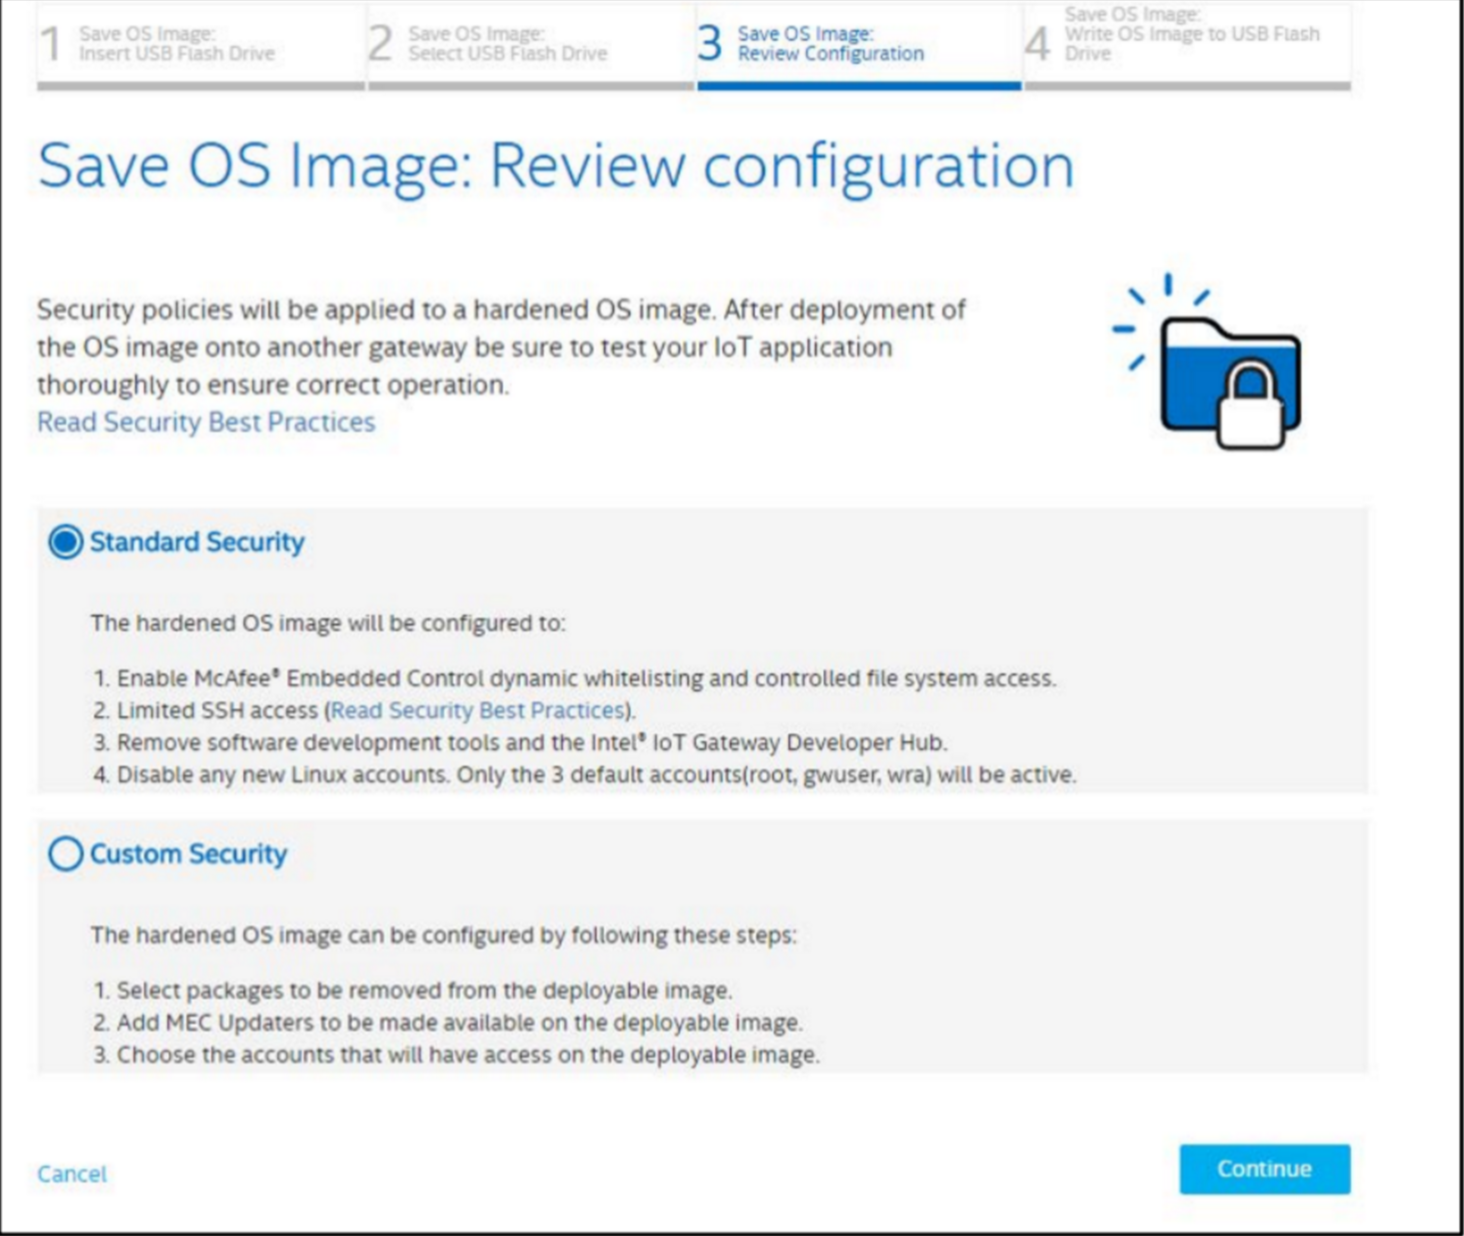 1 Save OS Image:
Insert USB Flash Drive
2 Save OS Image:
Select USB Flash Drive
3 Save OS Image:
Review Configuration
4 Save OS Image:
Write OS Image to USB Flash
Drive
Save OS Image: Review configuration
Security policies will be applied to a hardened OS image. After deployment of
the OS image onto another gateway be sure to test your IoT application
thoroughly to ensure correct operation.
Read Security Best Practices
Standard Security
The hardened OS image will be configured to:
1. Enable McAfee® Embedded Control dynamic whitelisting and controlled file system access.
2. Limited SSH access (Read Security Best Practices).
3. Remove software development tools and the Intel® IoT Gateway Developer Hub.
4. Disable any new Linux accounts. Only the 3 default accounts(root, gwuser, wra) will be active.
Custom Security
The hardened OS image can be configured by following these steps:
1. Select packages to be removed from the deployable image.
2. Add MEC Updaters to be made available on the deployable image.
3. Choose the accounts that will have access on the deployable image.
Cancel
Continue